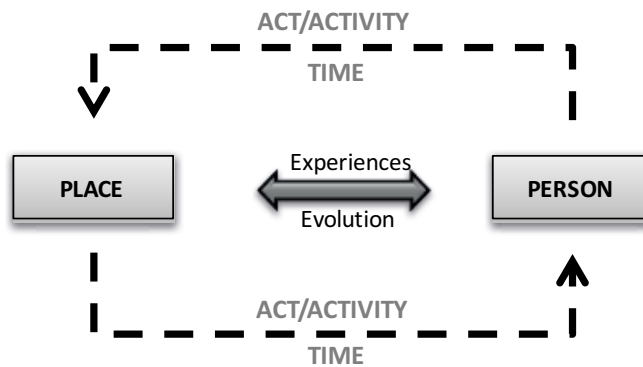 ACT/ACTIVITY
TIME
Experiences
PLACE
PERSON
Evolution
ACT/ACTIVITY
TIME